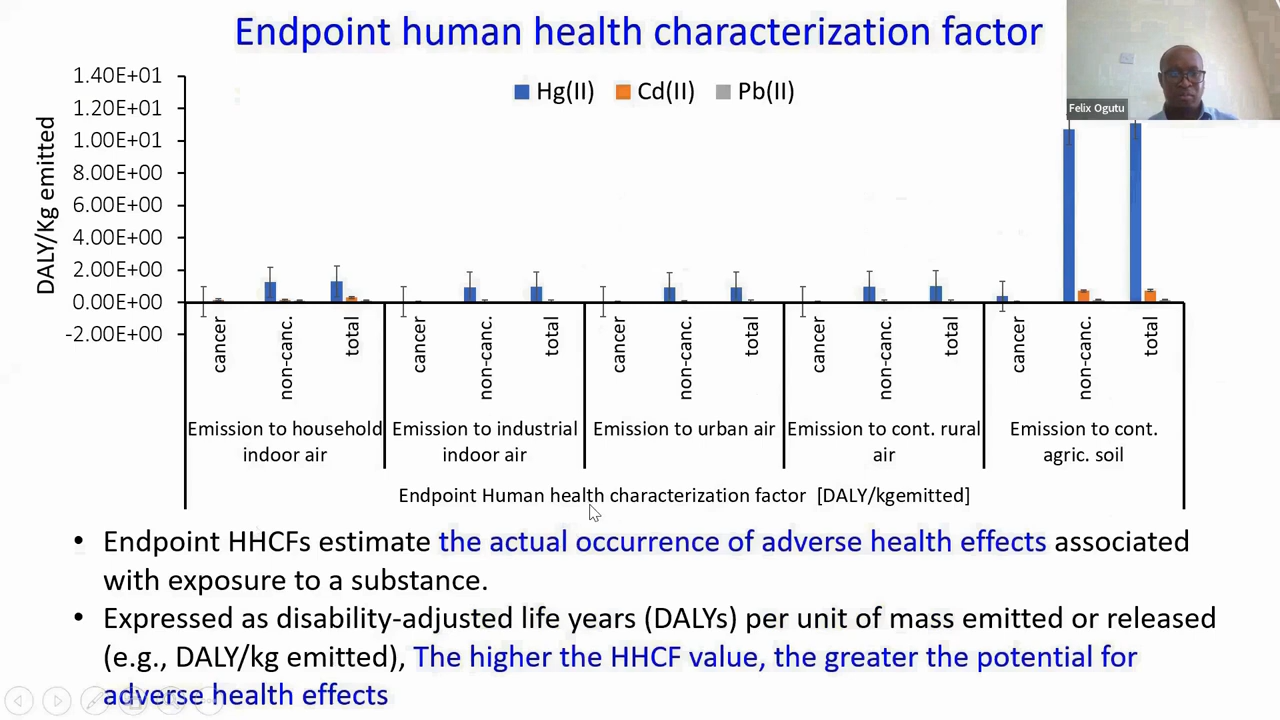 Endpoint human health characterization factor
Felix Ogutu
Hg(II) Cd(II) Pb(II)
DALY/Kg emitted
1.40E+01
1.20E+01
1.00E+01
8.00E+00
6.00E+00
4.00E+00
2.00E+00
0.00E+00
-2.00E+00
cancer non-canc. total cancer non-canc. total cancer non-canc. total cancer non-canc. total cancer non-canc. total
Emission to household Emission to industrial Emission to urban air Emission to cont. rural Emission to cont.
indoor air indoor air air agric. soil
Endpoint Human health characterization factor [DALY/kgemitted]
• Endpoint HHCFs estimate the actual occurrence of adverse health effects associated
with exposure to a substance.
• Expressed as disability-adjusted life years (DALYs) per unit of mass emitted or released
(e.g., DALY/kg emitted), The higher the HHCF value, the greater the potential for
adverse health effects